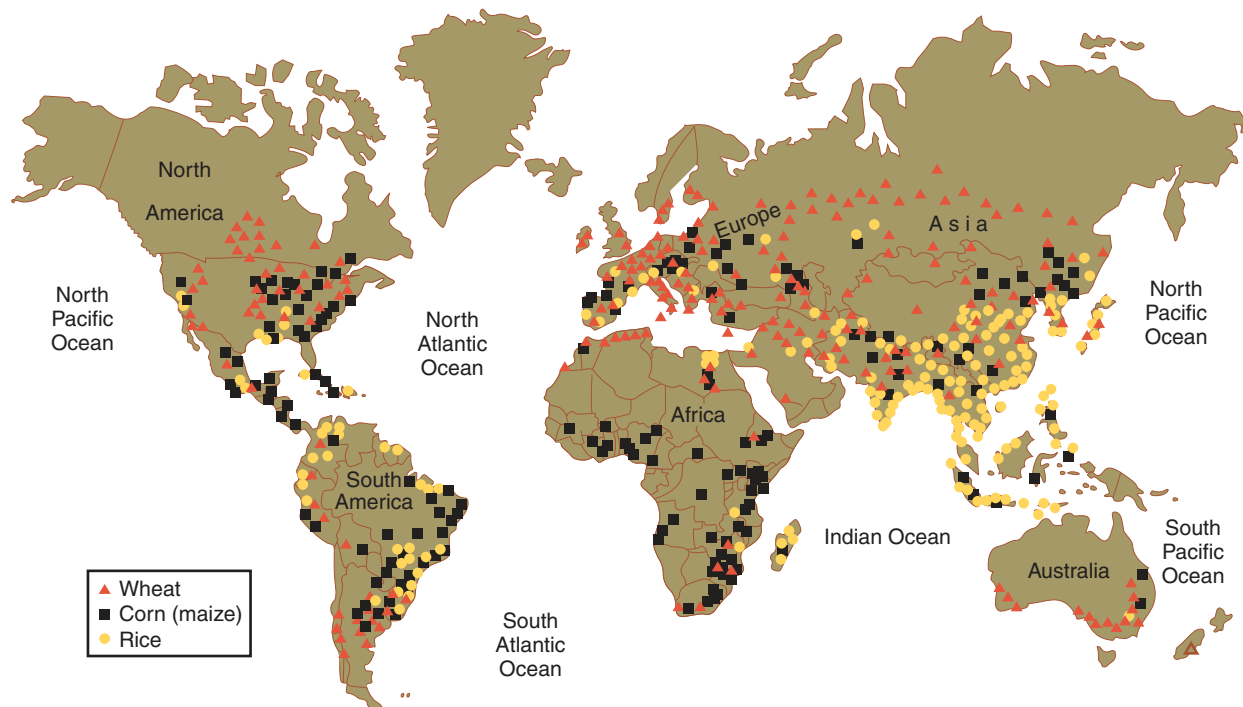 North
America
Europe
Asia
North
Pacific
Ocean
North
Atlantic
Ocean
North
Pacific
Ocean
Africa
South
America
Indian Ocean
South
Pacific
Ocean
Australia
Wheat
Corn (maize)
Rice
South
Atlantic
Ocean